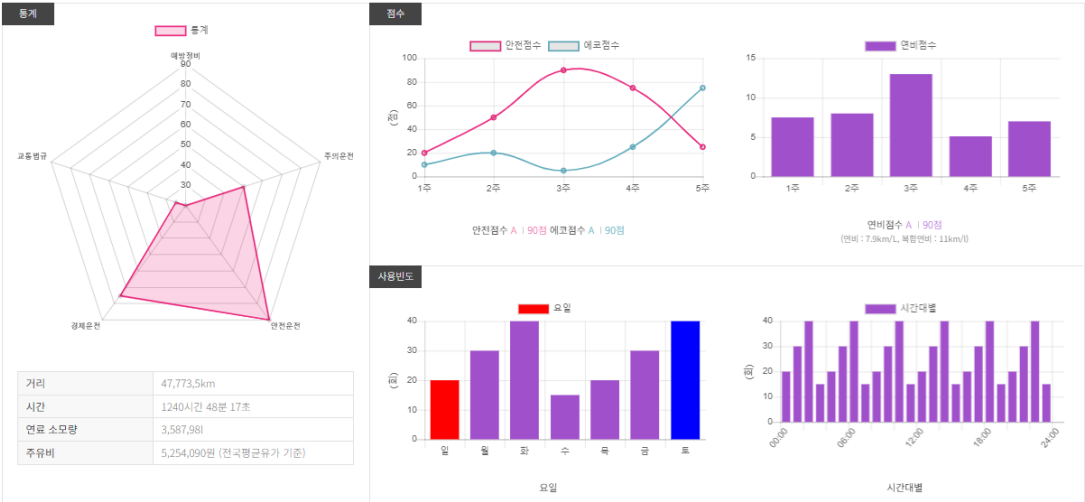 통계
통계
예방정비
90
80
70
60
50
40
30
교통법규
주의운전
경제운전
안전운전
거리 47,773,5km
시간 1240시간 48분 17초
연료 소모량 3,587,98l
주유비 5,254,090원 (전국평균유가 기준)
점수
안전점수 에코점수
(점)
100
80
60
40
20
0
1주 2주 3주 4주 5주
안전점수 A | 90점 에코점수 A | 90점
연비점수
15
10
5
0
1주 2주 3주 4주 5주
연비점수 A | 90점
(연비 : 7.9km/L, 복합연비 : 11km/l)
사용빈도
요일
(회)
40
30
20
10
0
일 월 화 수 목 금 토
요일
시간대별
(회)
40
30
20
10
0
00:00 06:00 12:00 18:00 24:00
시간대별